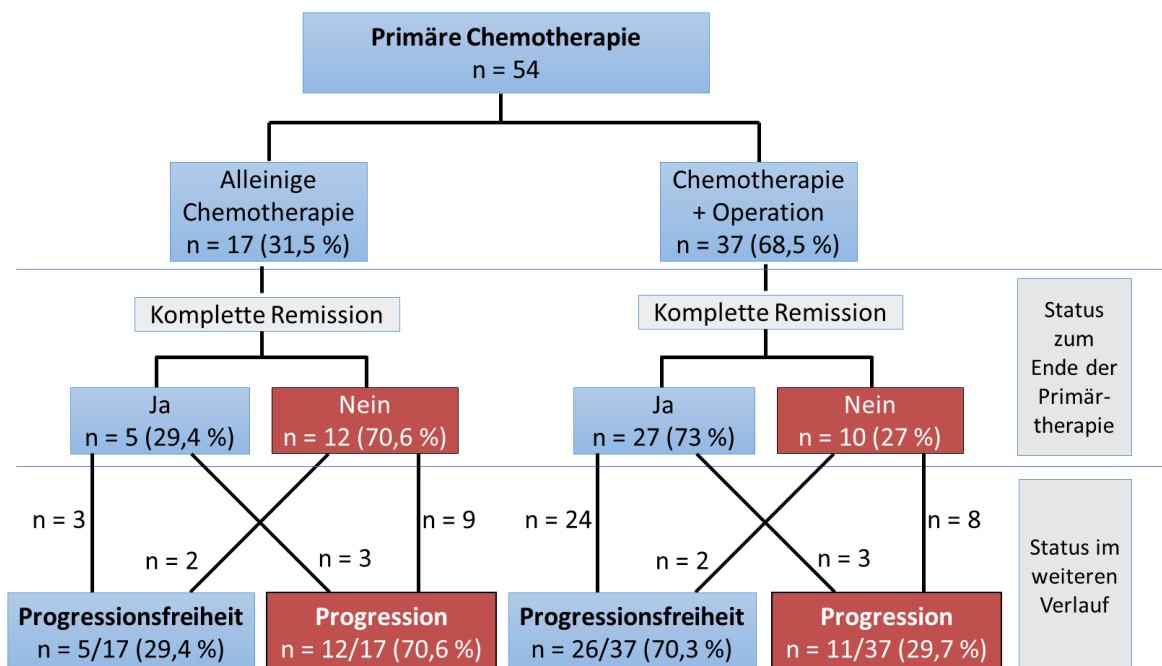 Primäre Chemotherapie
n = 54
Alleinige
Chemotherapie
n = 17 (31,5 %)
Chemotherapie
+ Operation
n = 37 (68,5 %)
Komplette Remission
Komplette Remission
Status
zum
Ende der
Primär-
therapie
Ja
n = 5 (29,4 %)
Nein
n = 12 (70,6 %)
Ja
n = 27 (73 %)
Nein
n = 10 (27 %)
n = 3
n = 2
n = 3
n = 9
n = 24
n = 2
n = 3
n = 8
Status im
weiteren
Verlauf
Progressionsfreiheit
n = 5/17 (29,4 %)
Progression
n = 12/17 (70,6 %)
Progressionsfreiheit
n = 26/37 (70,3 %)
Progression
n = 11/37 (29,7 %)